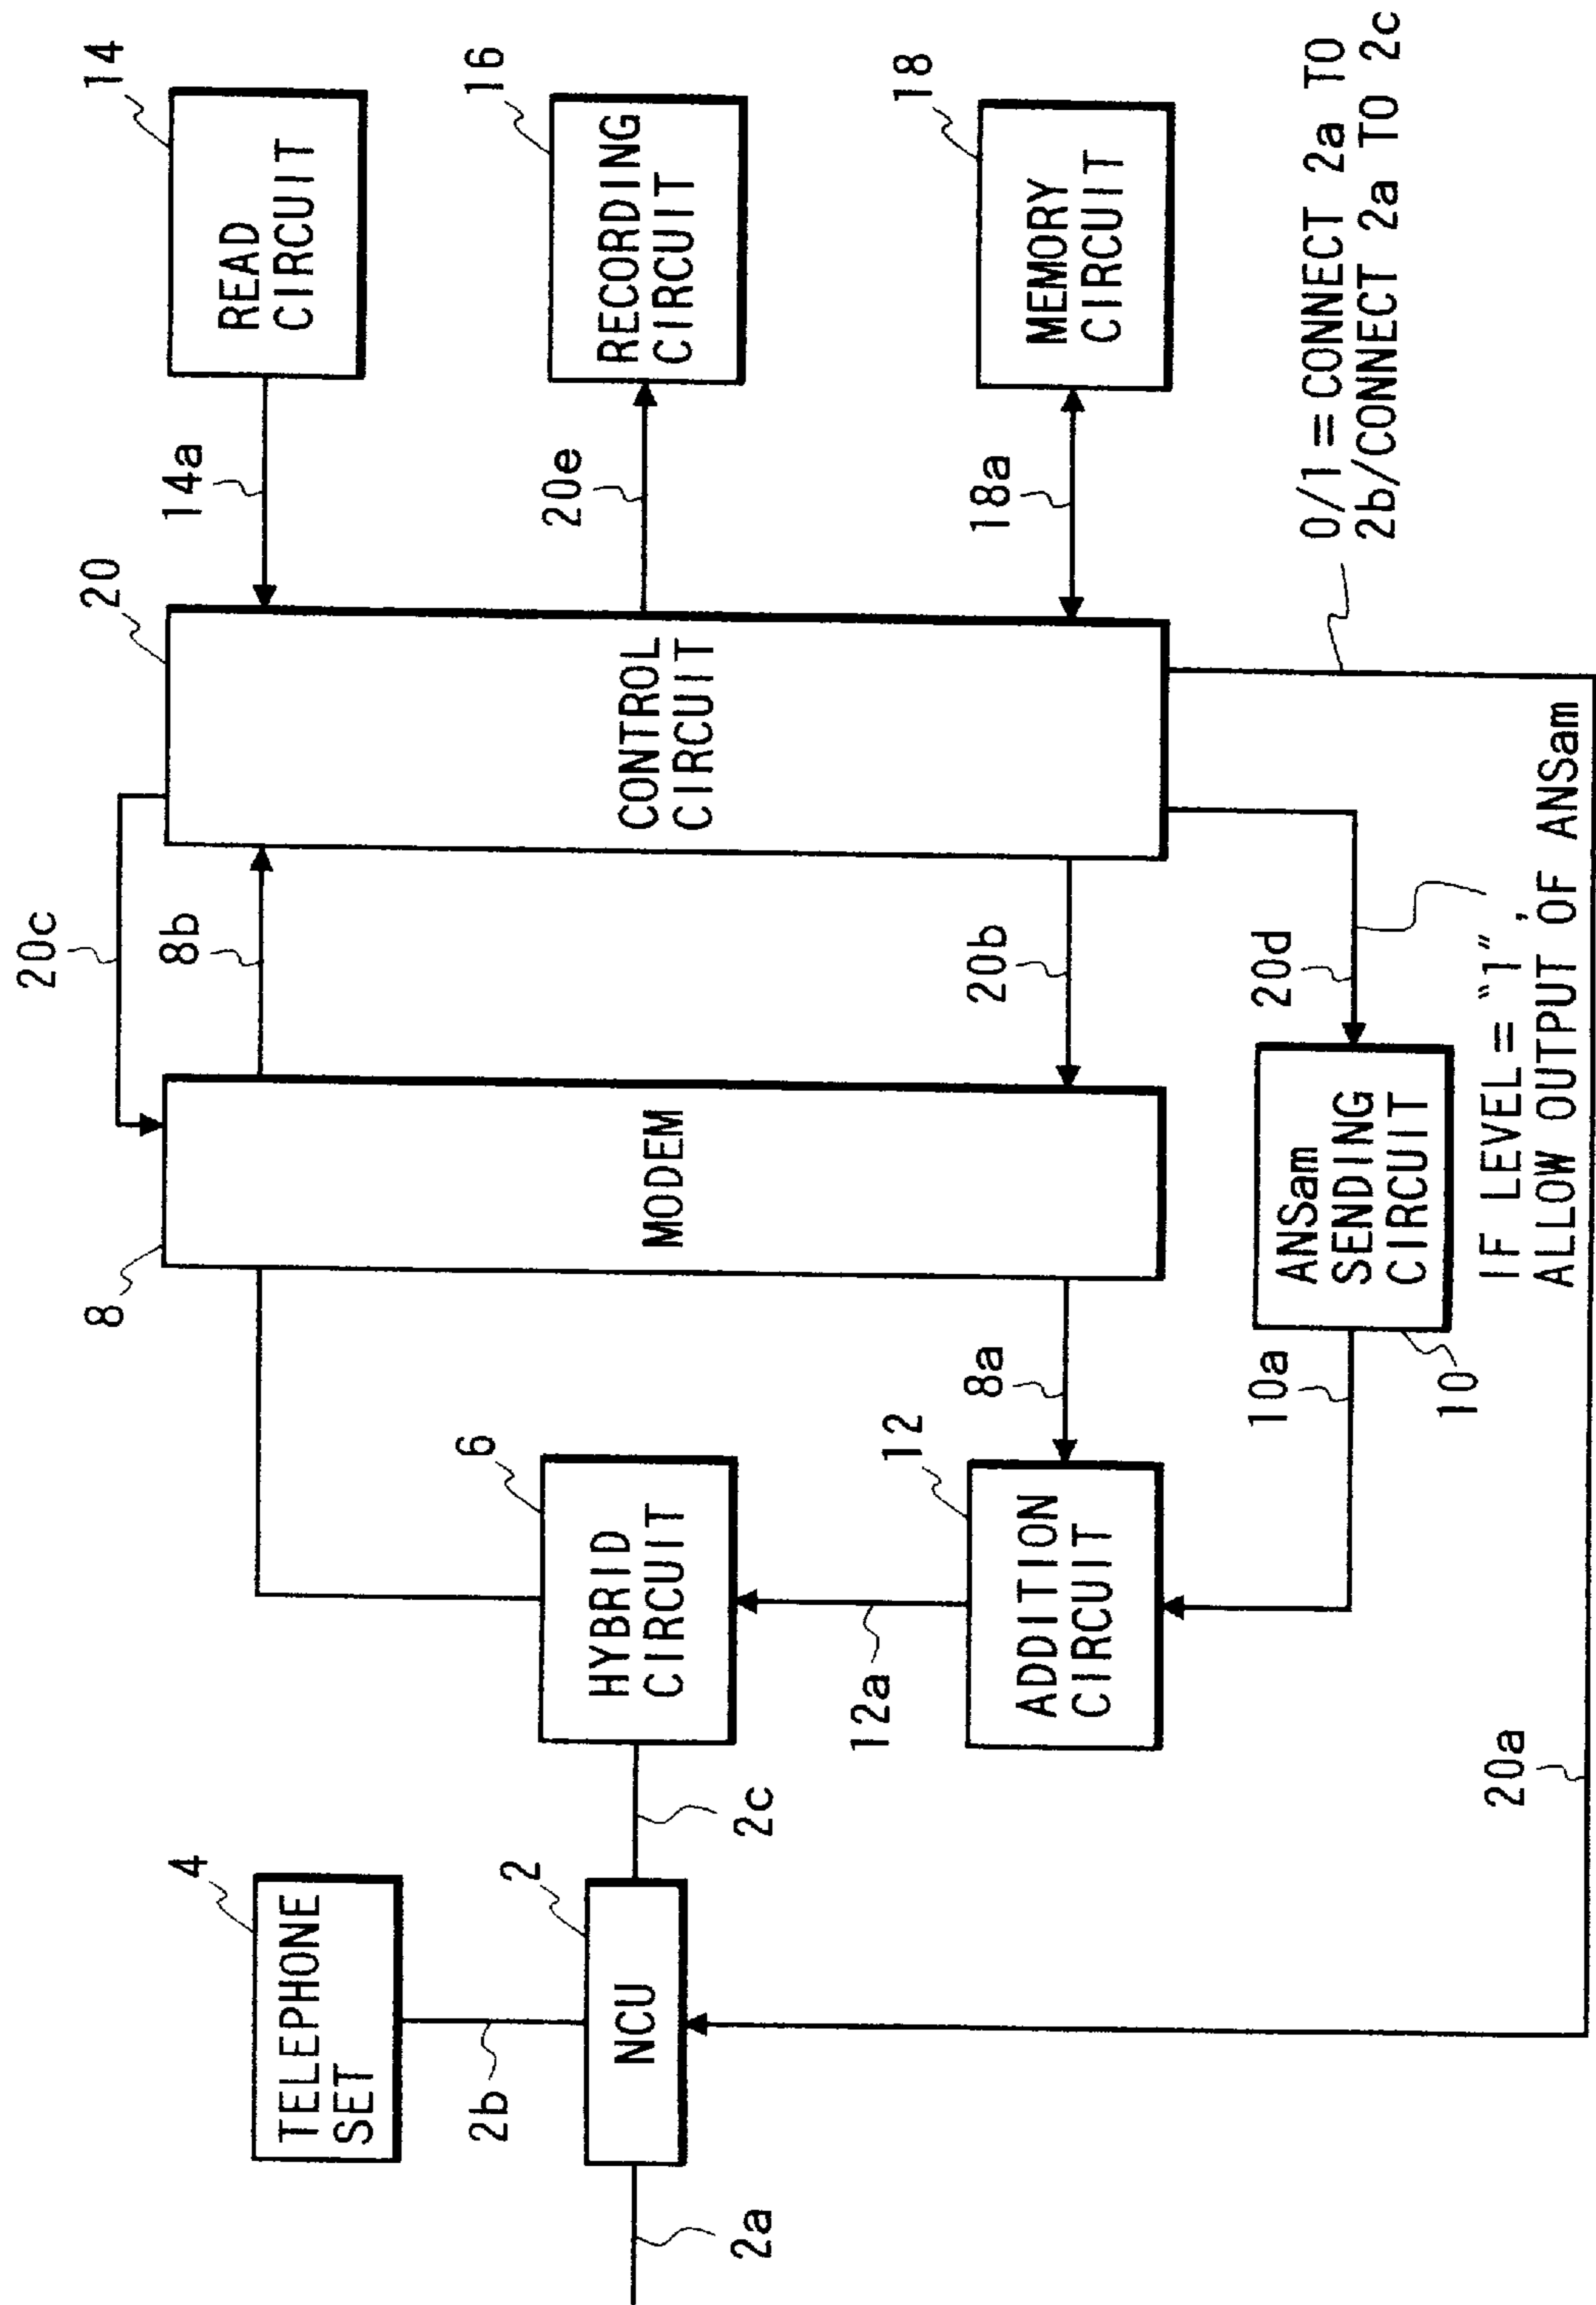 4
TELEPHONE
SET
2b
2
NCU
2a
2c
6
HYBRID
CIRCUIT
12a
12
ADDITION
CIRCUIT
8
MODEM
8a
10a
10
ANSam
SENDING
CIRCUIT
20c
8b
20b
20d
IF LEVEL="1",
ALLOW OUTPUT OF ANSam
20a
20
CONTROL
CIRCUIT
14a
20e
18a
14
READ
CIRCUIT
16
RECORDING
CIRCUIT
18
MEMORY
CIRCUIT
0/1=CONNECT 2a TO
2b/CONNECT 2a TO 2c